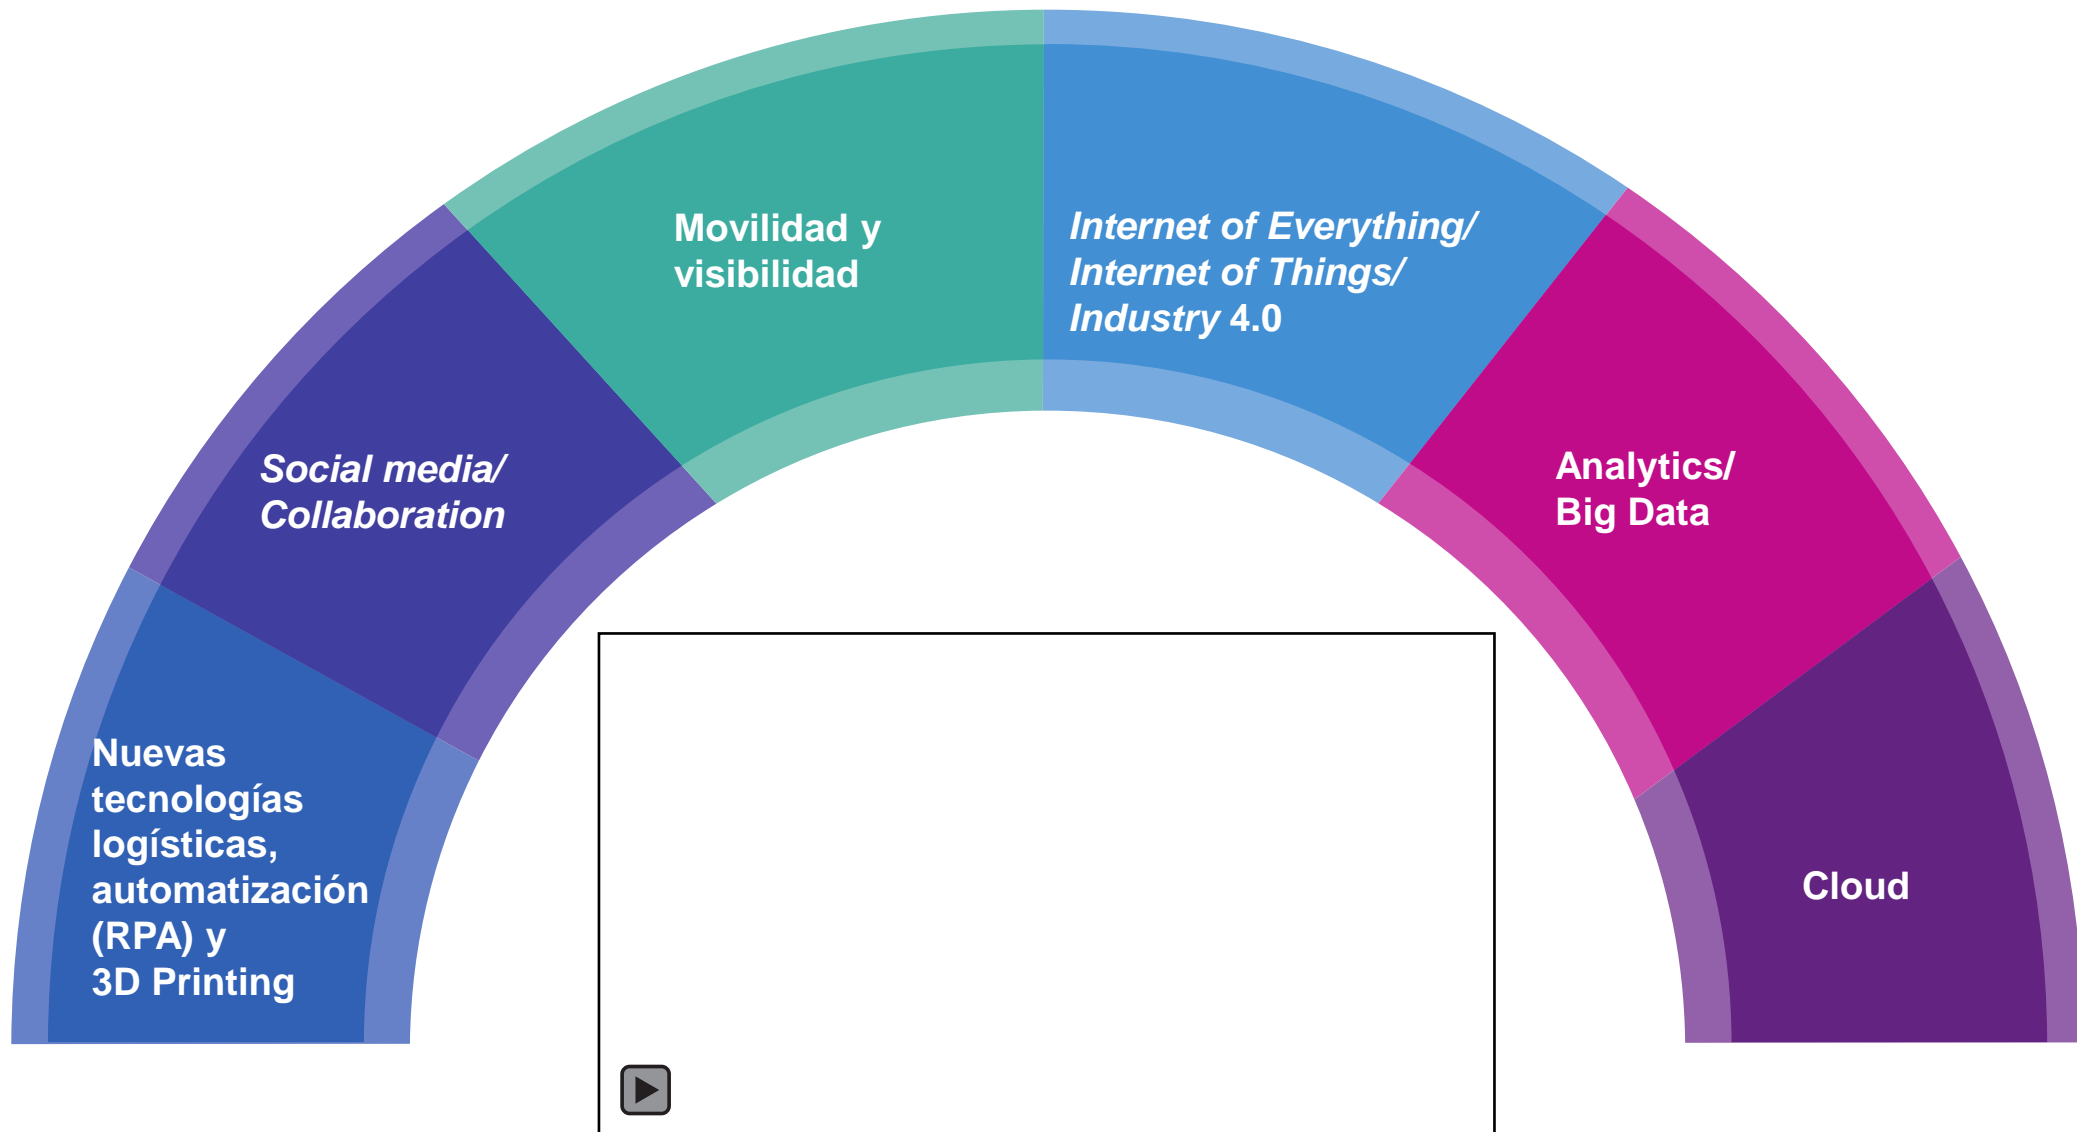 Nuevas
tecnologías
logísticas,
automatización
(RPA) y
3D Printing
Social media/
Collaboration
Movilidad y
visibilidad
Internet of Everything/
Internet of Things/
Industry 4.0
Analytics/
Big Data
Cloud